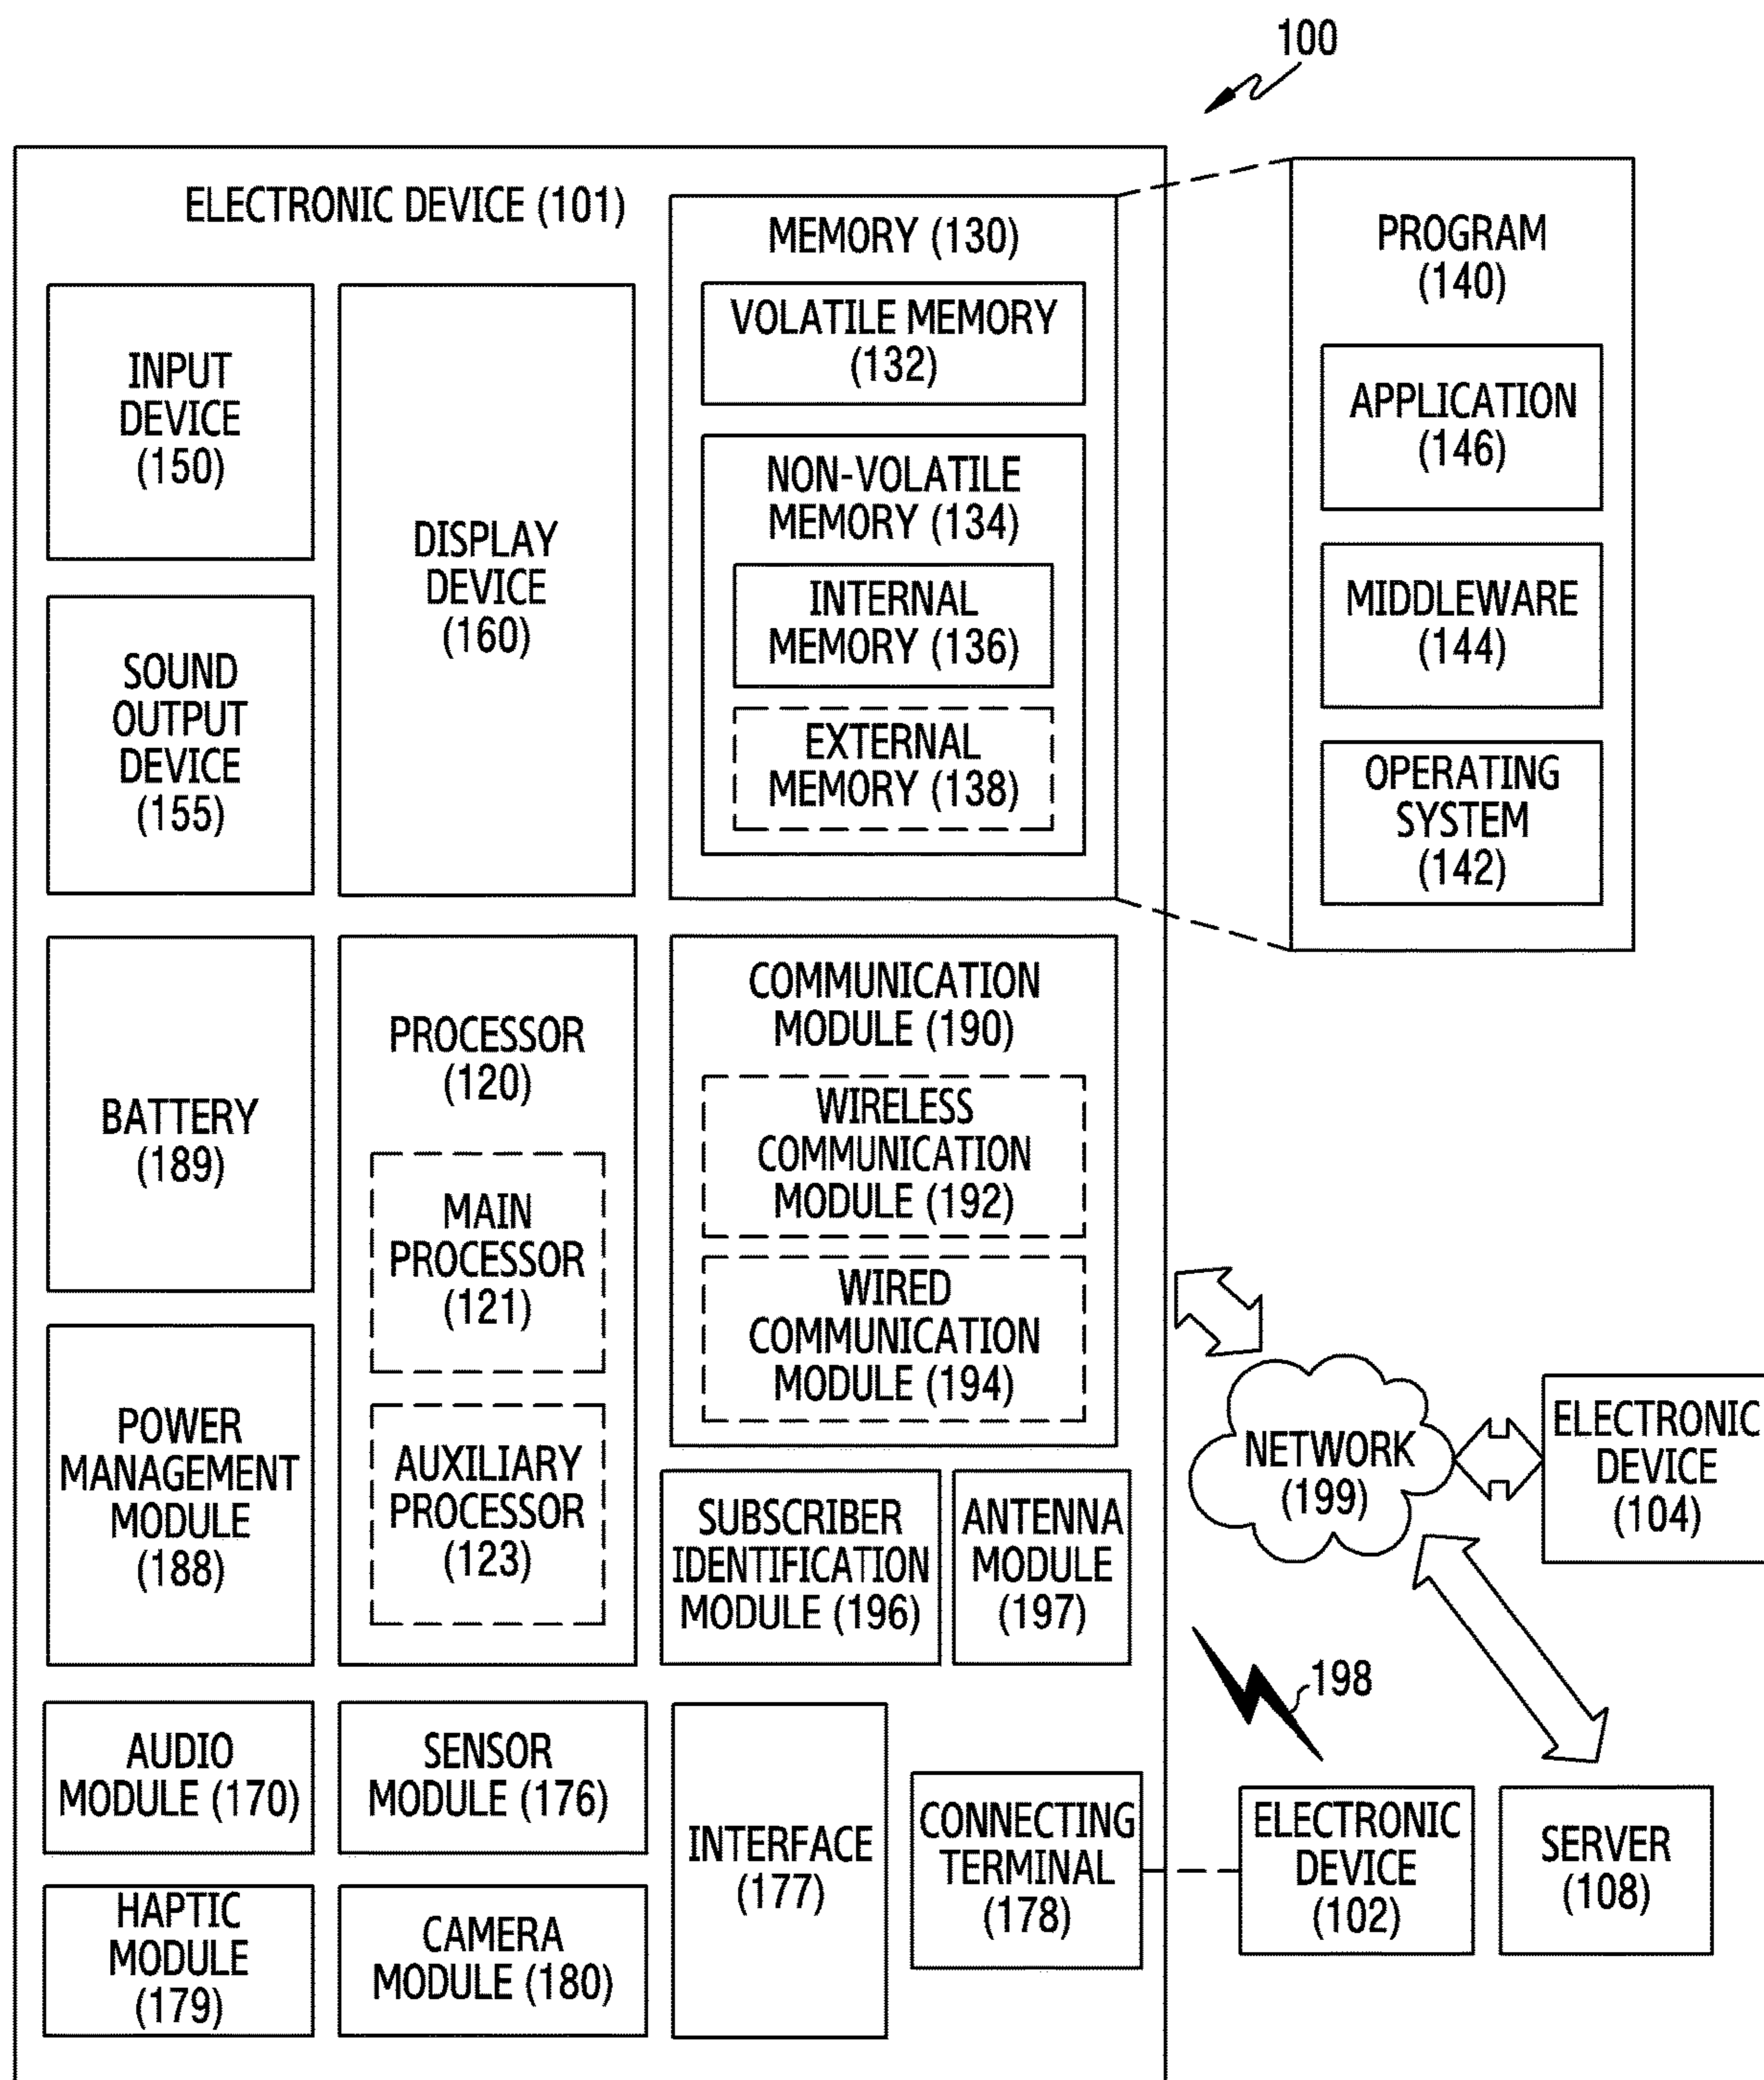 100
ELECTRONIC DEVICE (101)
INPUT
DEVICE
(150)
SOUND
OUTPUT
DEVICE
(155)
DISPLAY
DEVICE
(160)
MEMORY (130)
VOLATILE MEMORY
(132)
NON-VOLATILE
MEMORY (134)
INTERNAL
MEMORY (136)
EXTERNAL
MEMORY (138)
PROGRAM
(140)
APPLICATION
(146)
MIDDLEWARE
(144)
OPERATING
SYSTEM
(142)
BATTERY
(189)
POWER
MANAGEMENT
MODULE
(188)
PROCESSOR
(120)
MAIN
PROCESSOR
(121)
AUXILIARY
PROCESSOR
(123)
COMMUNICATION
MODULE (190)
WIRELESS
COMMUNICATION
MODULE (192)
WIRED
COMMUNICATION
MODULE (194)
SUBSCRIBER
IDENTIFICATION
MODULE (196)
ANTENNA
MODULE
(197)
NETWORK
(199)
ELECTRONIC
DEVICE
(104)
198
AUDIO
MODULE (170)
SENSOR
MODULE (176)
INTERFACE
(177)
CONNECTING
TERMINAL
(178)
ELECTRONIC
DEVICE
(102)
SERVER
(108)
HAPTIC
MODULE
(179)
CAMERA
MODULE (180)